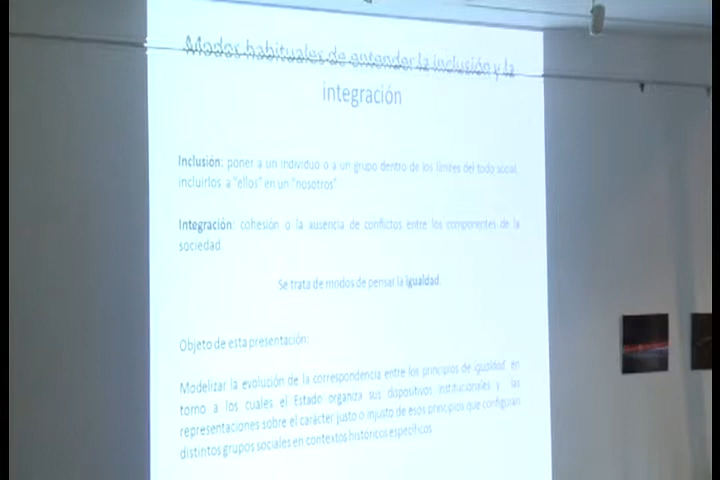 Modos habituales de entender la inclusión y la
integración
Inclusión: poner a un individuo o a un grupo dentro de los límites del todo social,
incluirlos a "ellos" en un "nosotros"
Integración: cohesión o la ausencia de conflictos entre los componentes de la
sociedad
Se trata de modos de pensar la igualdad.
Objeto de esta presentación:
Modelizar la evolución de la correspondencia entre los principios de igualdad en
torno a los cuales el Estado organiza sus dispositivos institucionales y las
representaciones sobre el carácter justo o injusto de esos principios que configuran
distintos grupos sociales en contextos históricos específicos